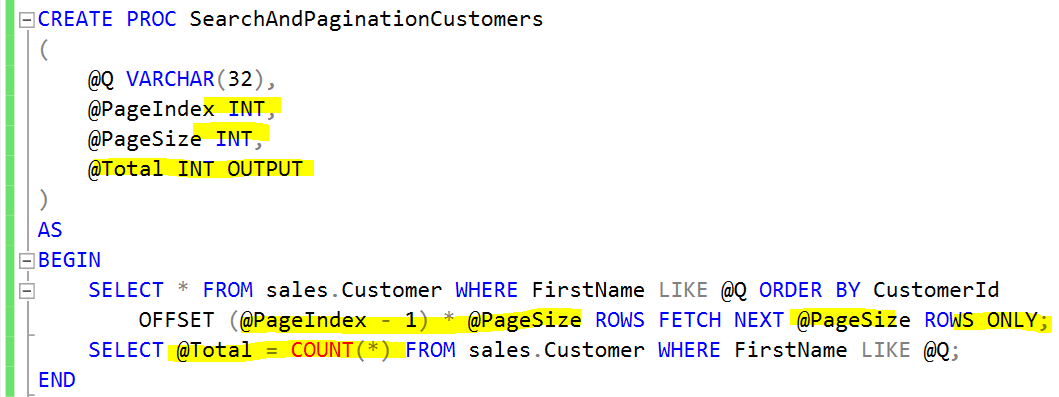 CREATE PROC SearchAndPaginationCustomers
(
@Q VARCHAR(32),
@PageIndex INT,
@PageSize INT,
@Total INT OUTPUT
)
AS
BEGIN
SELECT * FROM sales.Customer WHERE FirstName LIKE @Q ORDER BY CustomerId
OFFSET (@PageIndex - 1) * @PageSize ROWS FETCH NEXT @PageSize ROWS ONLY;
SELECT @Total = COUNT(*) FROM sales.Customer WHERE FirstName LIKE @Q;
END